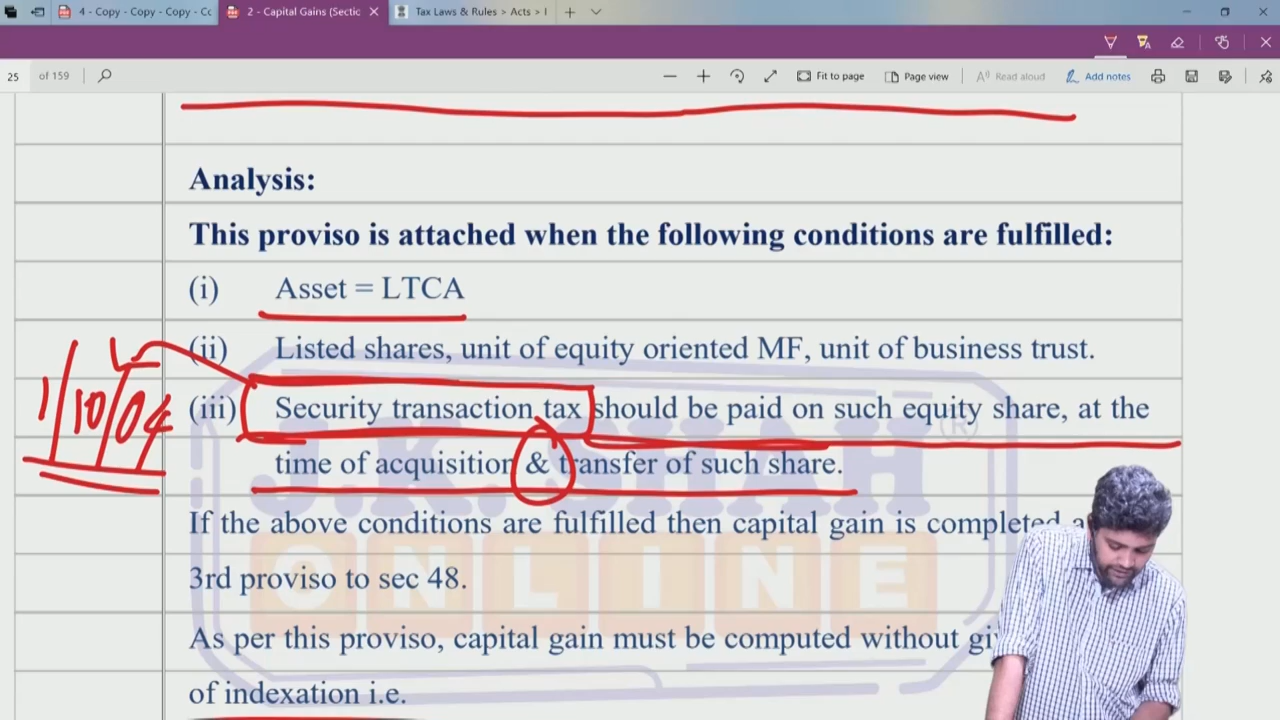 4 - Copy - Copy - Copy - Cc
2 - Capital Gains (Sectic
Tax Laws & Rules > Acts > I
25 of 159
Fit to page
Page view
Read aloud
Add notes
Analysis:
This proviso is attached when the following conditions are fulfilled:
(i) Asset = LTCA
(ii) Listed shares, unit of equity oriented MF, unit of business trust.
1/10/04
(iii) Security transaction tax should be paid on such equity share, at the
time of acquisition & transfer of such share.
If the above conditions are fulfilled then capital gain is completed
3rd proviso to sec 48.
As per this proviso, capital gain must be computed without gi
of indexation i.e.
J.K. SHAH ®
ONLINE